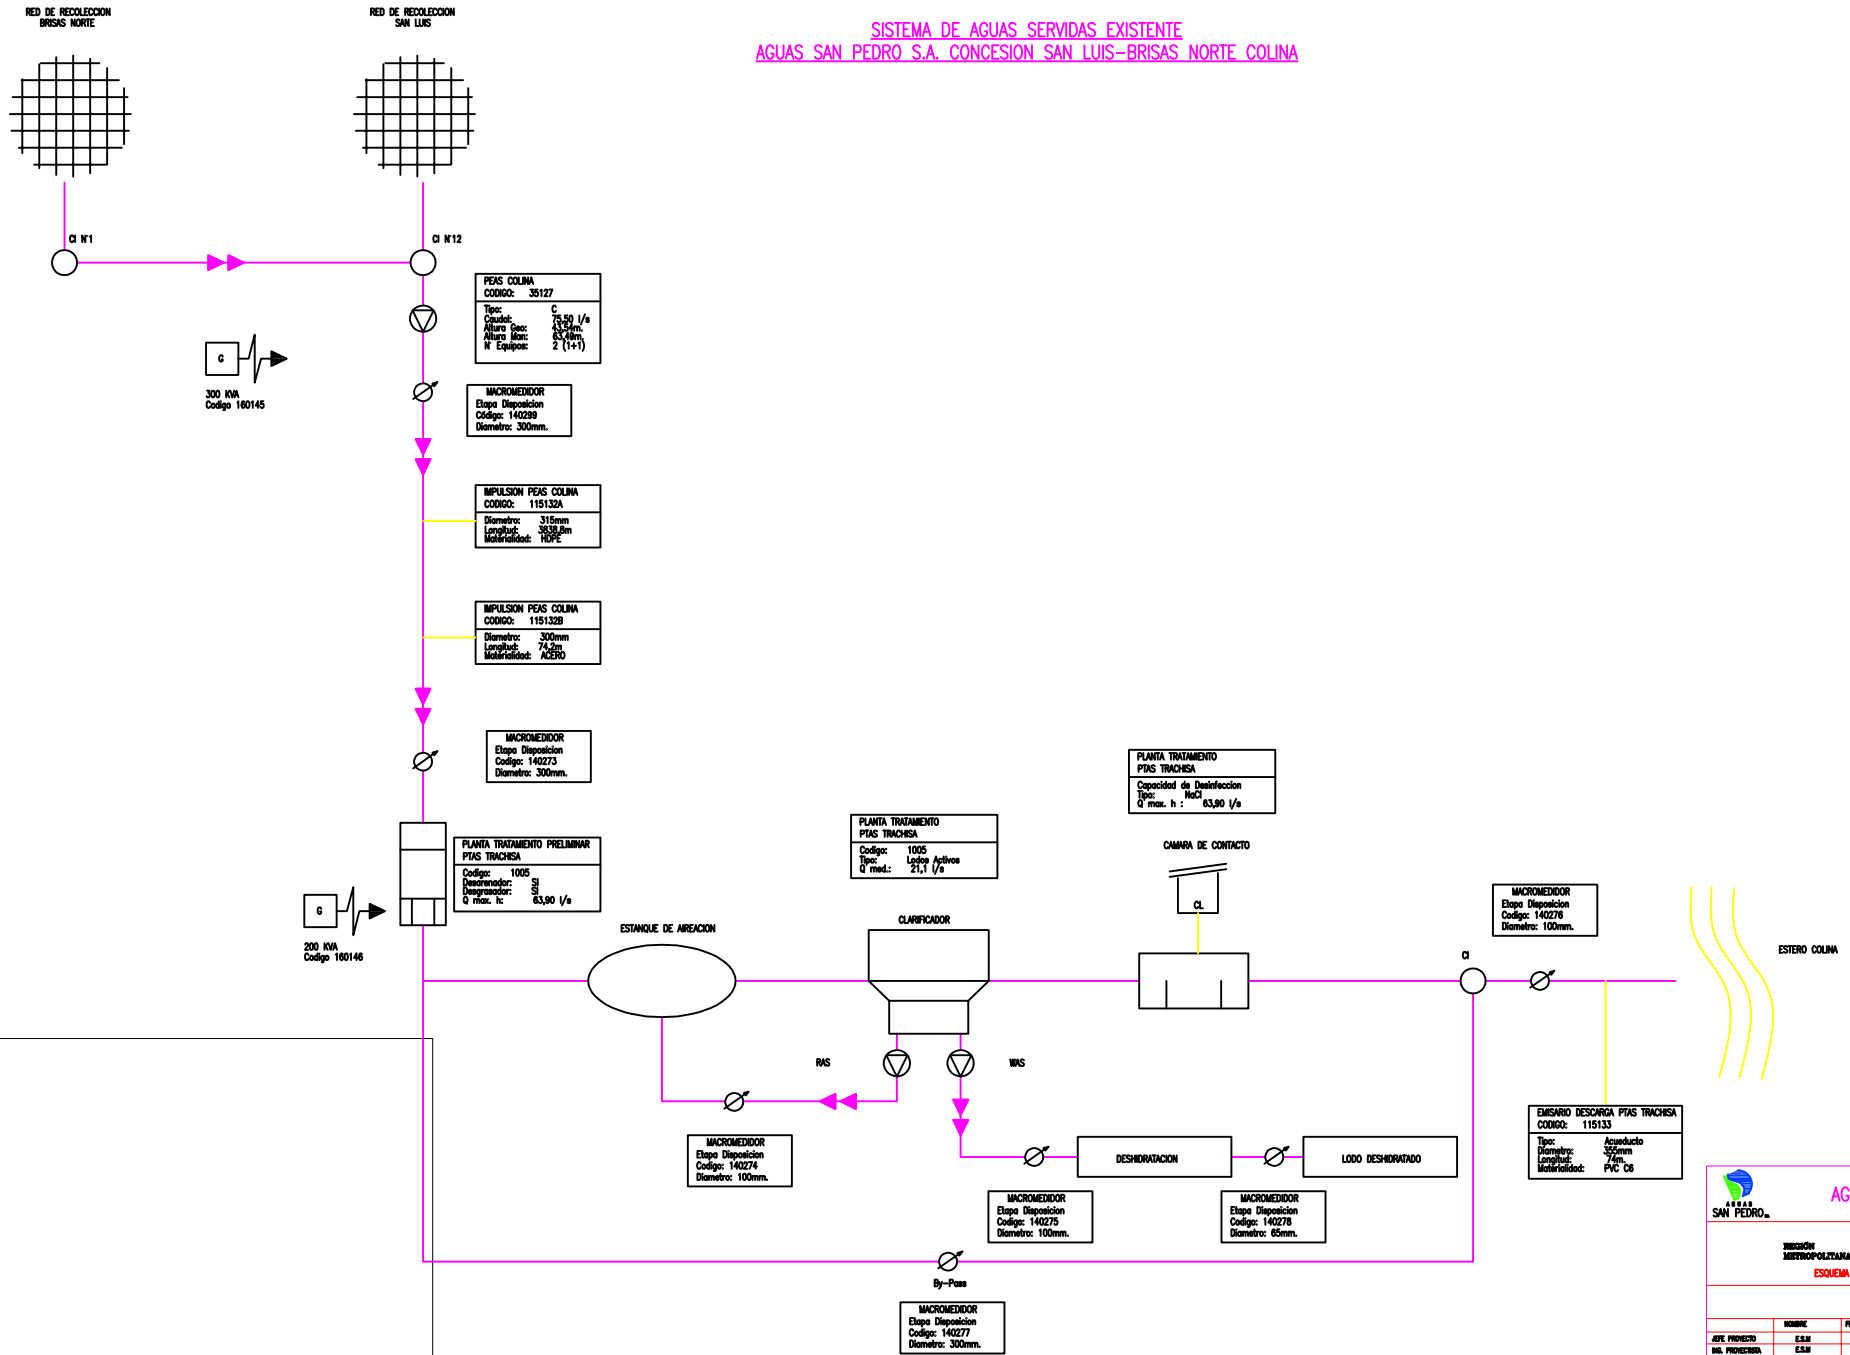 RED DE RECOLECCION
BRISAS NORTE
RED DE RECOLECCION
SAN LUIS
SISTEMA DE AGUAS SERVIDAS EXISTENTE
AGUAS SAN PEDRO S.A. CONCESION SAN LUIS-BRISAS NORTE COLINA
CI N°1
CI N°12
PEAS COLINA
CODIGO: 35127
Tipo: C
Caudal: 75,50 l/s
Altura Geo: 43,54m.
Altura Man: 63,49m.
N° Equipos: 2 (1+1)
G
300 KVA
Codigo 160145
MACROMEDIDOR
Etapa Disposicion
Código: 140299
Diametro: 300mm.
IMPULSION PEAS COLINA
CODIGO: 115132A
Diametro: 315mm
Longitud: 3838,8m
Materialidad: HDPE
IMPULSION PEAS COLINA
CODIGO: 115132B
Diametro: 300mm
Longitud: 74,2m
Materialidad: ACERO
MACROMEDIDOR
Etapa Disposicion
Codigo: 140273
Diametro: 300mm.
PLANTA TRATAMIENTO PRELIMINAR
PTAS TRACHISA
Codigo: 1005
Desarenador: SI
Desgrasador: SI
Q max. h: 63,90 l/s
G
200 KVA
Codigo 160146
ESTANQUE DE AIREACION
PLANTA TRATAMIENTO
PTAS TRACHISA
Codigo: 1005
Tipo: Lodos Activos
Q med.: 21,1 l/s
CLARIFICADOR
PLANTA TRATAMIENTO
PTAS TRACHISA
Capacidad de Desinfeccion
Tipo: NaCl
Q max. h : 63,90 l/s
CAMARA DE CONTACTO
CL
CI
MACROMEDIDOR
Etapa Disposicion
Codigo: 140276
Diametro: 100mm.
ESTERO COLINA
RAS
WAS
MACROMEDIDOR
Etapa Disposicion
Codigo: 140274
Diametro: 100mm.
DESHIDRATACION
LODO DESHIDRATADO
MACROMEDIDOR
Etapa Disposicion
Codigo: 140275
Diametro: 100mm.
MACROMEDIDOR
Etapa Disposicion
Codigo: 140278
Diametro: 65mm.
EMISARIO DESCARGA PTAS TRACHISA
CODIGO: 115133
Tipo: Acueducto
Diametro: 355mm
Longitud: 74m.
Materialidad: PVC C6
By-Pass
MACROMEDIDOR
Etapa Disposicion
Codigo: 140277
Diametro: 300mm.
AGUAS
SAN PEDRO S.A.
AG
REGIÓN
METROPOLITANA
ESQUEMA
NOMBRE
JEFE PROYECTO E.S.M
ING. PROYECTISTA E.S.M